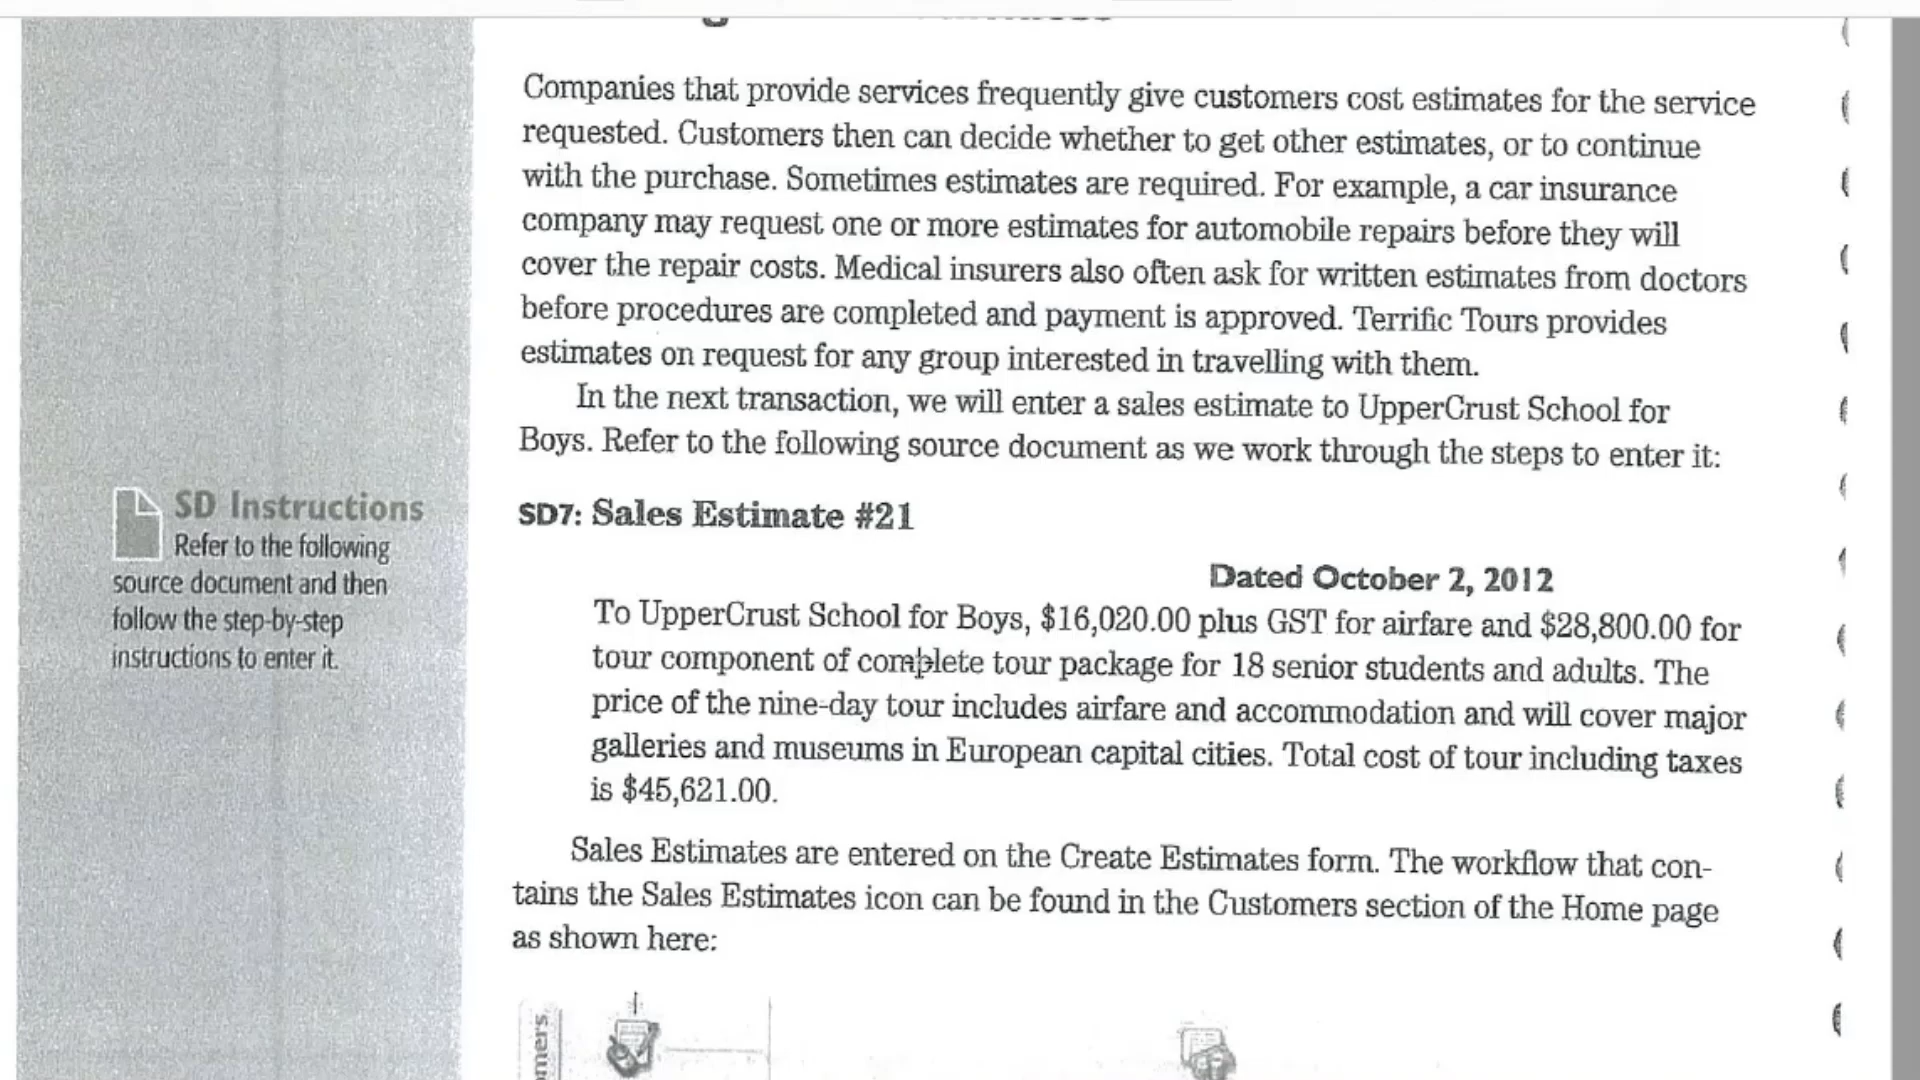 Companies that provide services frequently give customers cost estimates for the service
requested. Customers then can decide whether to get other estimates, or to continue
with the purchase. Sometimes estimates are required. For example, a car insurance
company may request one or more estimates for automobile repairs before they will
cover the repair costs. Medical insurers also often ask for written estimates from doctors
before procedures are completed and payment is approved. Terrific Tours provides
estimates on request for any group interested in travelling with them.
In the next transaction, we will enter a sales estimate to UpperCrust School for
Boys. Refer to the following source document as we work through the steps to enter it:
SD Instructions
Refer to the following
source document and then
follow the step-by-step
instructions to enter it.
SD7: Sales Estimate #21
Dated October 2, 2012
To UpperCrust School for Boys, $16,020.00 plus GST for airfare and $28,800.00 for
tour component of complete tour package for 18 senior students and adults. The
price of the nine-day tour includes airfare and accommodation and will cover major
galleries and museums in European capital cities. Total cost of tour including taxes
is $45,621.00.
Sales Estimates are entered on the Create Estimates form. The workflow that con-
tains the Sales Estimates icon can be found in the Customers section of the Home page
as shown here: